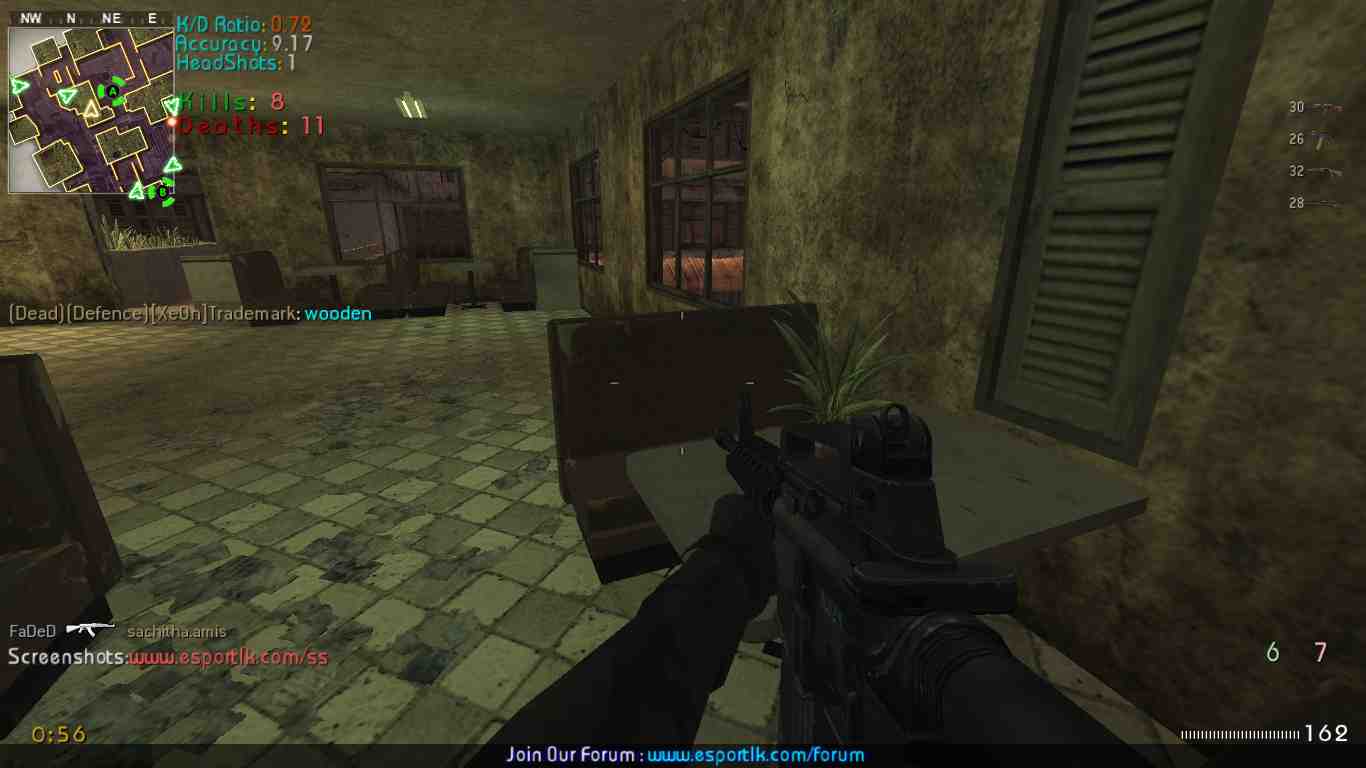 NW N NE E
K/D Ratio: 0.72
Accuracy: 9.17
HeadShots: 1
A
Kills: 8
Deaths: 11
B
30
26
32
28
(Dead)(Defence)[Xe0n]Trademark: wooden
FaDeD sachitha.amis
Screenshots:www.esportlk.com/ss
6 7
0:56
162
Join Our Forum : www.esportlk.com/forum